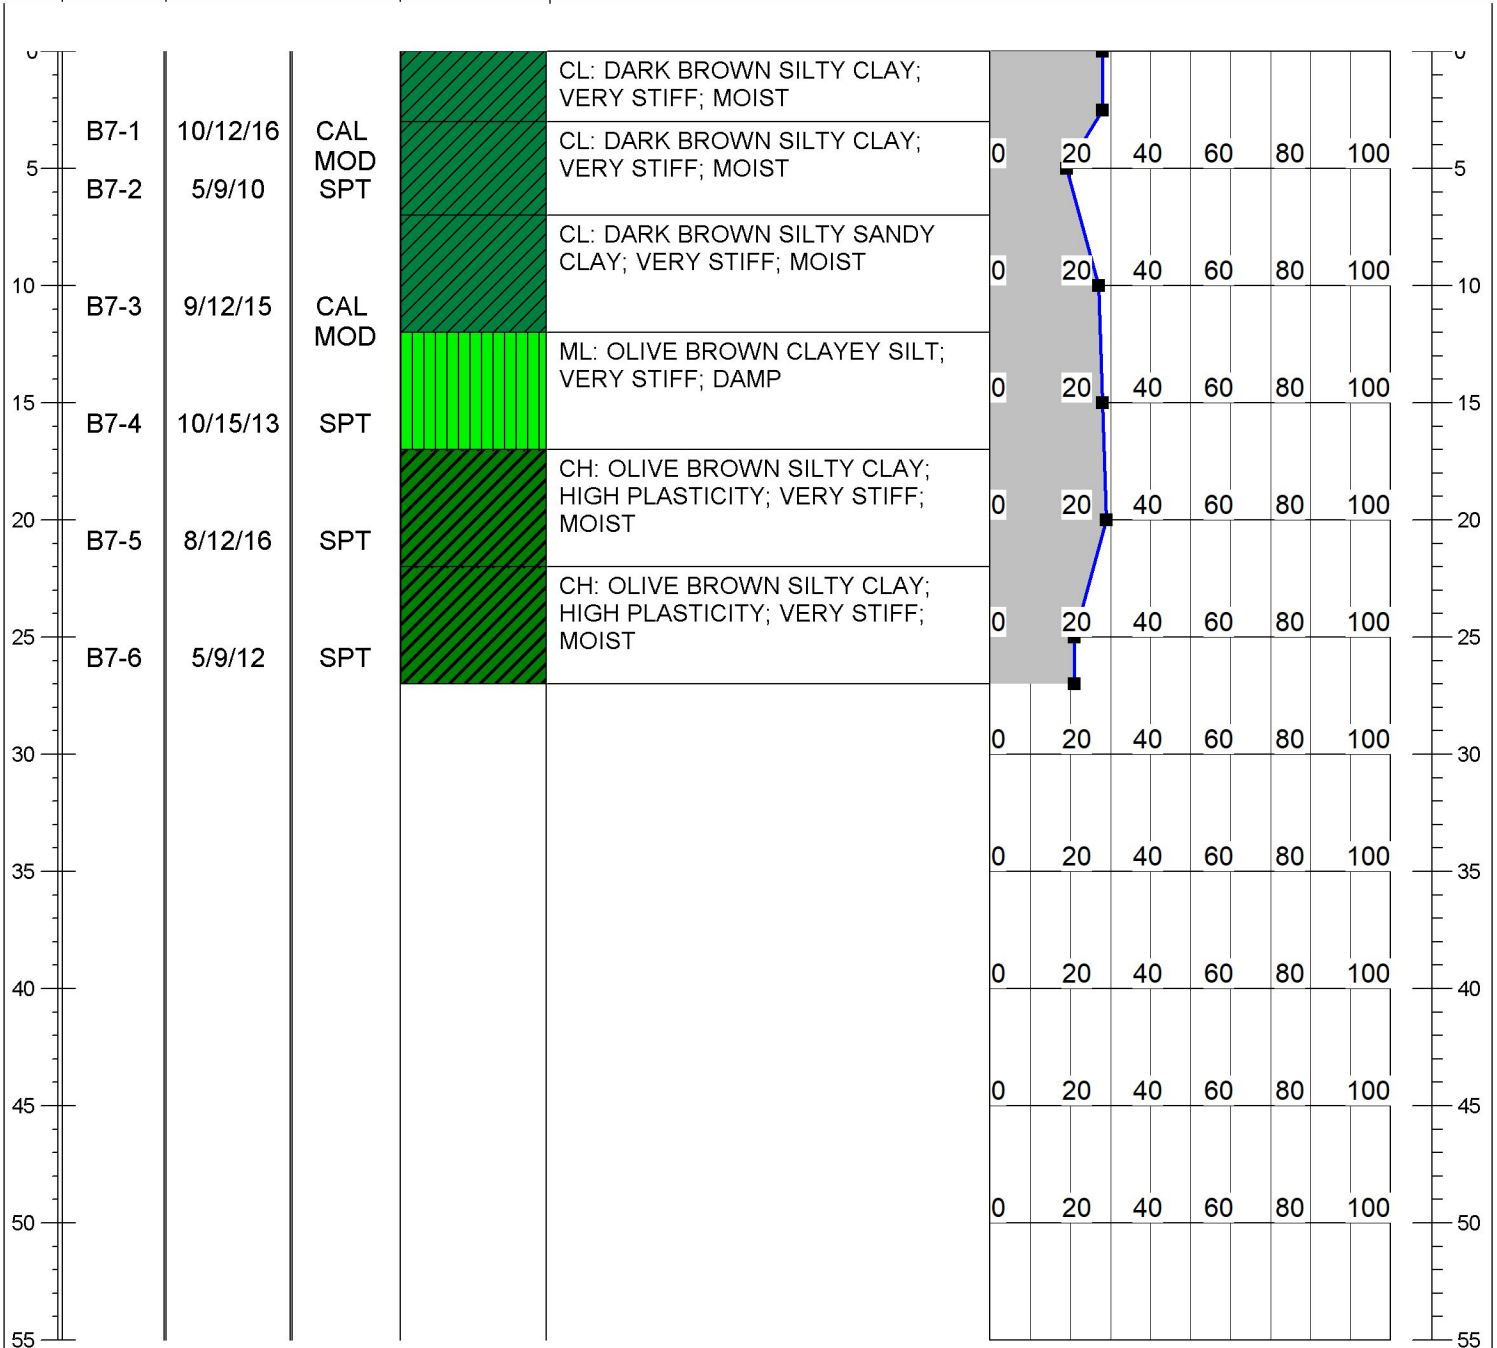 0
CL: DARK BROWN SILTY CLAY;
VERY STIFF; MOIST
0
B7-1 10/12/16 CAL
MOD
CL: DARK BROWN SILTY CLAY;
VERY STIFF; MOIST
0 20 40 60 80 100
5 5
B7-2 5/9/10 SPT
CL: DARK BROWN SILTY SANDY
CLAY; VERY STIFF; MOIST
0 20 40 60 80 100
10 10
B7-3 9/12/15 CAL
MOD
ML: OLIVE BROWN CLAYEY SILT;
VERY STIFF; DAMP
0 20 40 60 80 100
15 15
B7-4 10/15/13 SPT
CH: OLIVE BROWN SILTY CLAY;
HIGH PLASTICITY; VERY STIFF;
MOIST
0 20 40 60 80 100
20 20
B7-5 8/12/16 SPT
CH: OLIVE BROWN SILTY CLAY;
HIGH PLASTICITY; VERY STIFF;
MOIST
0 20 40 60 80 100
25 25
B7-6 5/9/12 SPT
0 20 40 60 80 100
30 30
0 20 40 60 80 100
35 35
0 20 40 60 80 100
40 40
0 20 40 60 80 100
45 45
0 20 40 60 80 100
50 50
55 55